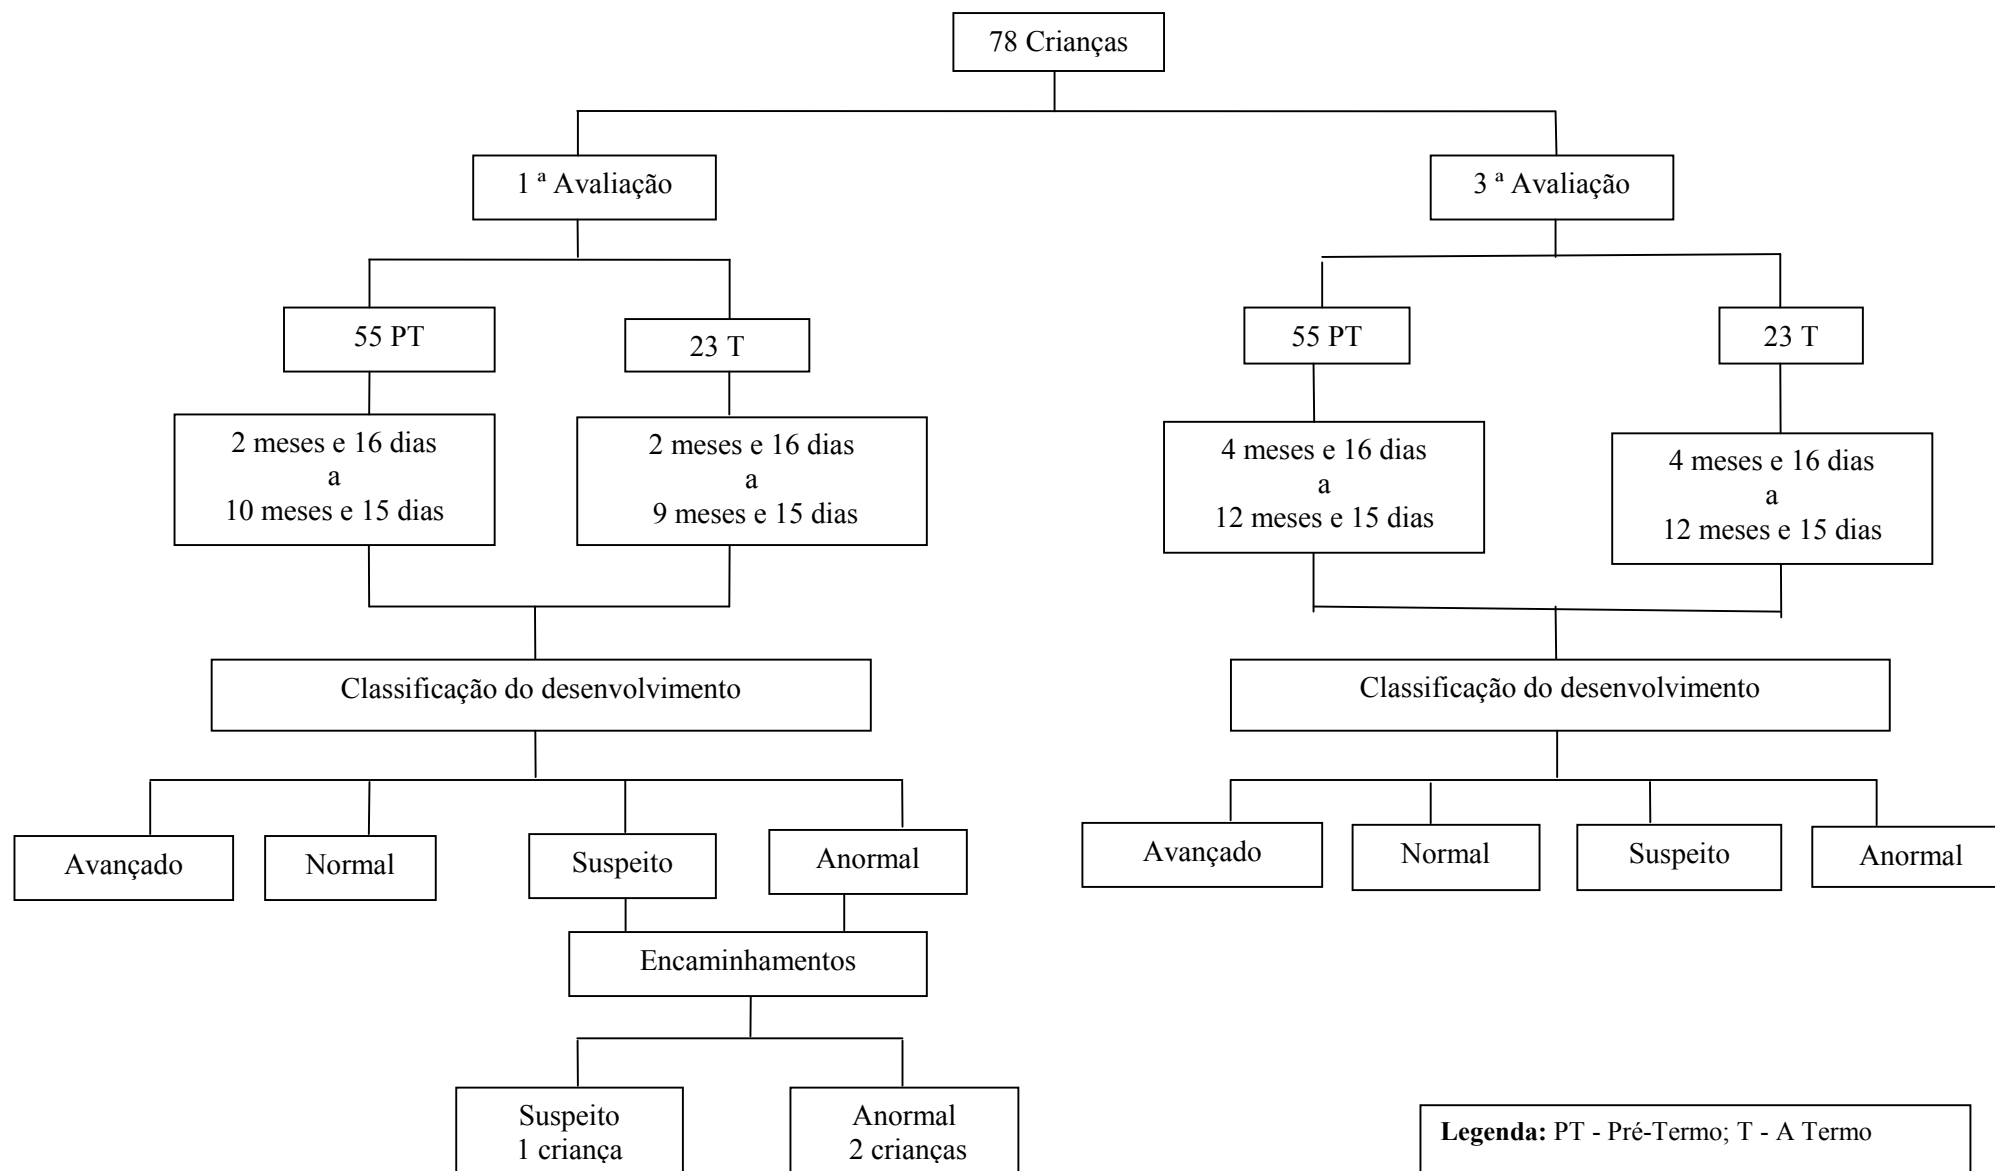 78 Crianças
1 ª Avaliação
3 ª Avaliação
55 PT
23 T
55 PT
23 T
2 meses e 16 dias
a
10 meses e 15 dias
2 meses e 16 dias
a
9 meses e 15 dias
4 meses e 16 dias
a
12 meses e 15 dias
4 meses e 16 dias
a
12 meses e 15 dias
Classificação do desenvolvimento
Classificação do desenvolvimento
Avançado
Normal
Suspeito
Anormal
Avançado
Normal
Suspeito
Anormal
Encaminhamentos
Suspeito
1 criança
Anormal
2 crianças
Legenda: PT - Pré-Termo; T - A Termo